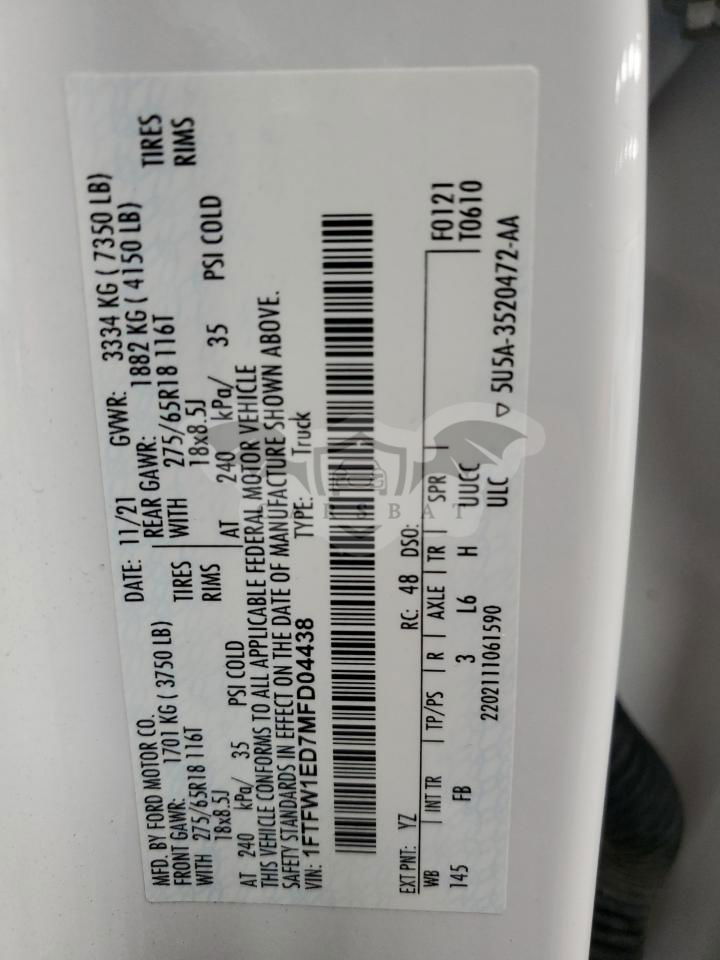 MFD. BY FORD MOTOR CO. DATE: 11/21 GVWR: 3334 KG ( 7350 LB)
FRONT GAWR: 1701 KG ( 3750 LB) REAR GAWR: 1882 KG ( 4150 LB)
WITH 275/65R18 116T TIRES WITH 275/65R18 116T TIRES
18x8.5J RIMS 18x8.5J RIMS
AT 240 kPa/ 35 PSI COLD AT 240 kPa/ 35 PSI COLD
THIS VEHICLE CONFORMS TO ALL APPLICABLE FEDERAL MOTOR VEHICLE
SAFETY STANDARDS IN EFFECT ON THE DATE OF MANUFACTURE SHOWN ABOVE.
VIN: 1FTFW1ED7MFD04438 TYPE: Truck
EXT PNT: YZ RC: 48 DSO: F0121
WB INT TR TP/PS R AXLE TR SPR T0610
145 FB 3 L6 H UUCC
2202111061590 ULC ▽ 5U5A-3520472-AA